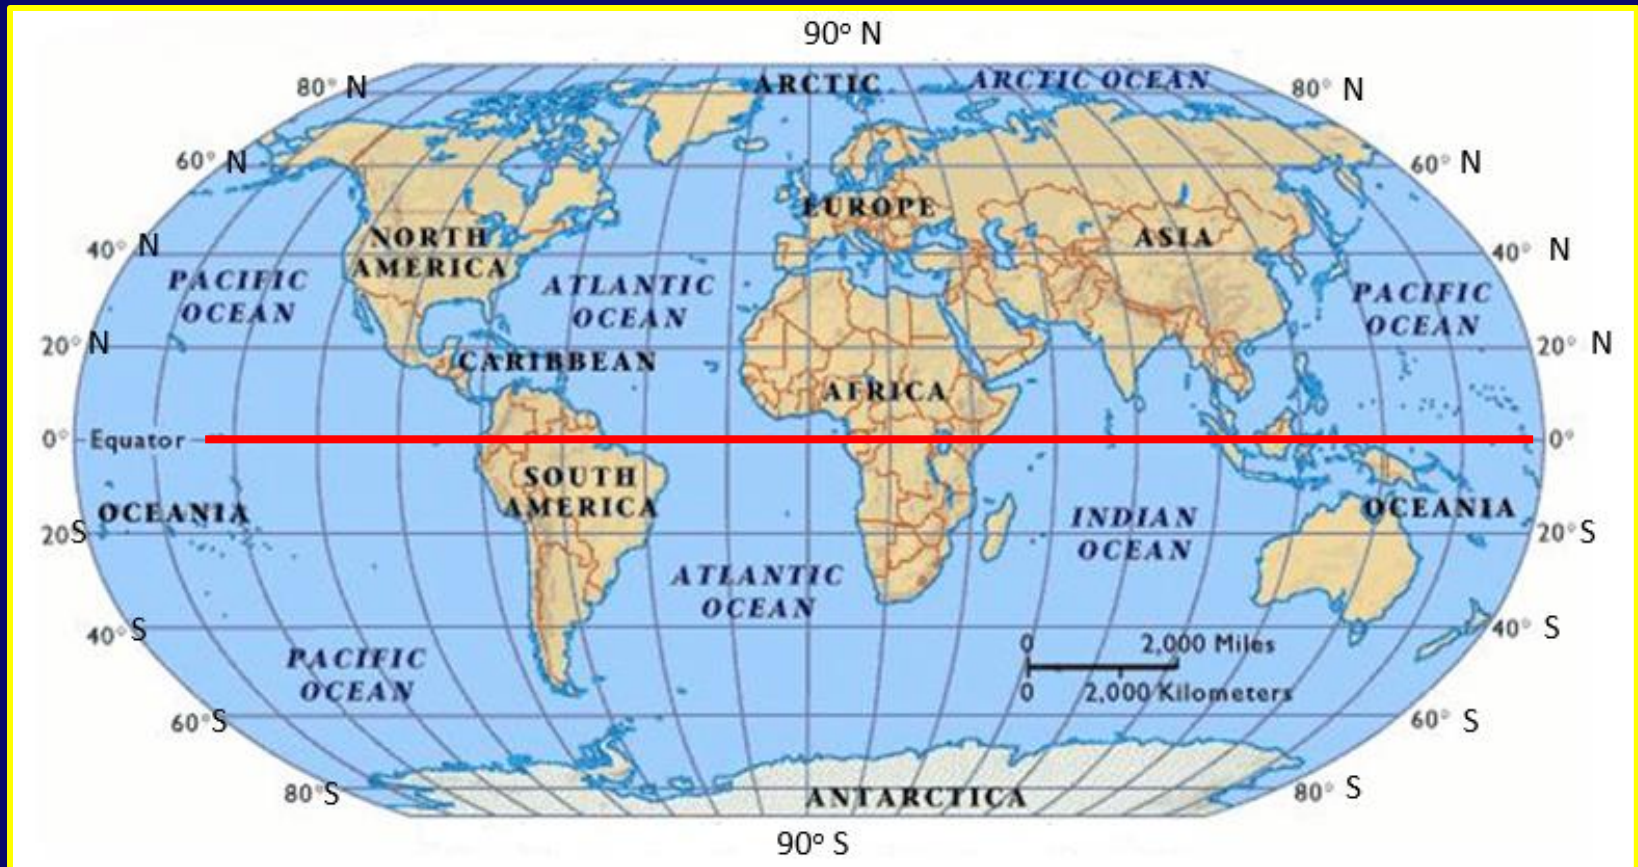 90° N
80° N
ARCTIC
ARCTIC OCEAN
80° N
60° N
60° N
EUROPE
NORTH
AMERICA
ASIA
40° N
40° N
PACIFIC
OCEAN
ATLANTIC
OCEAN
PACIFIC
OCEAN
20° N
20° N
CARIBBEAN
AFRICA
0°
Equator
0°
SOUTH
AMERICA
OCEANIA
OCEANIA
INDIAN
OCEAN
20°S
20° S
ATLANTIC
OCEAN
40° S
40° S
0 2,000 Miles
0 2,000 Kilometers
PACIFIC
OCEAN
60° S
60° S
80° S
80° S
ANTARCTICA
90° S